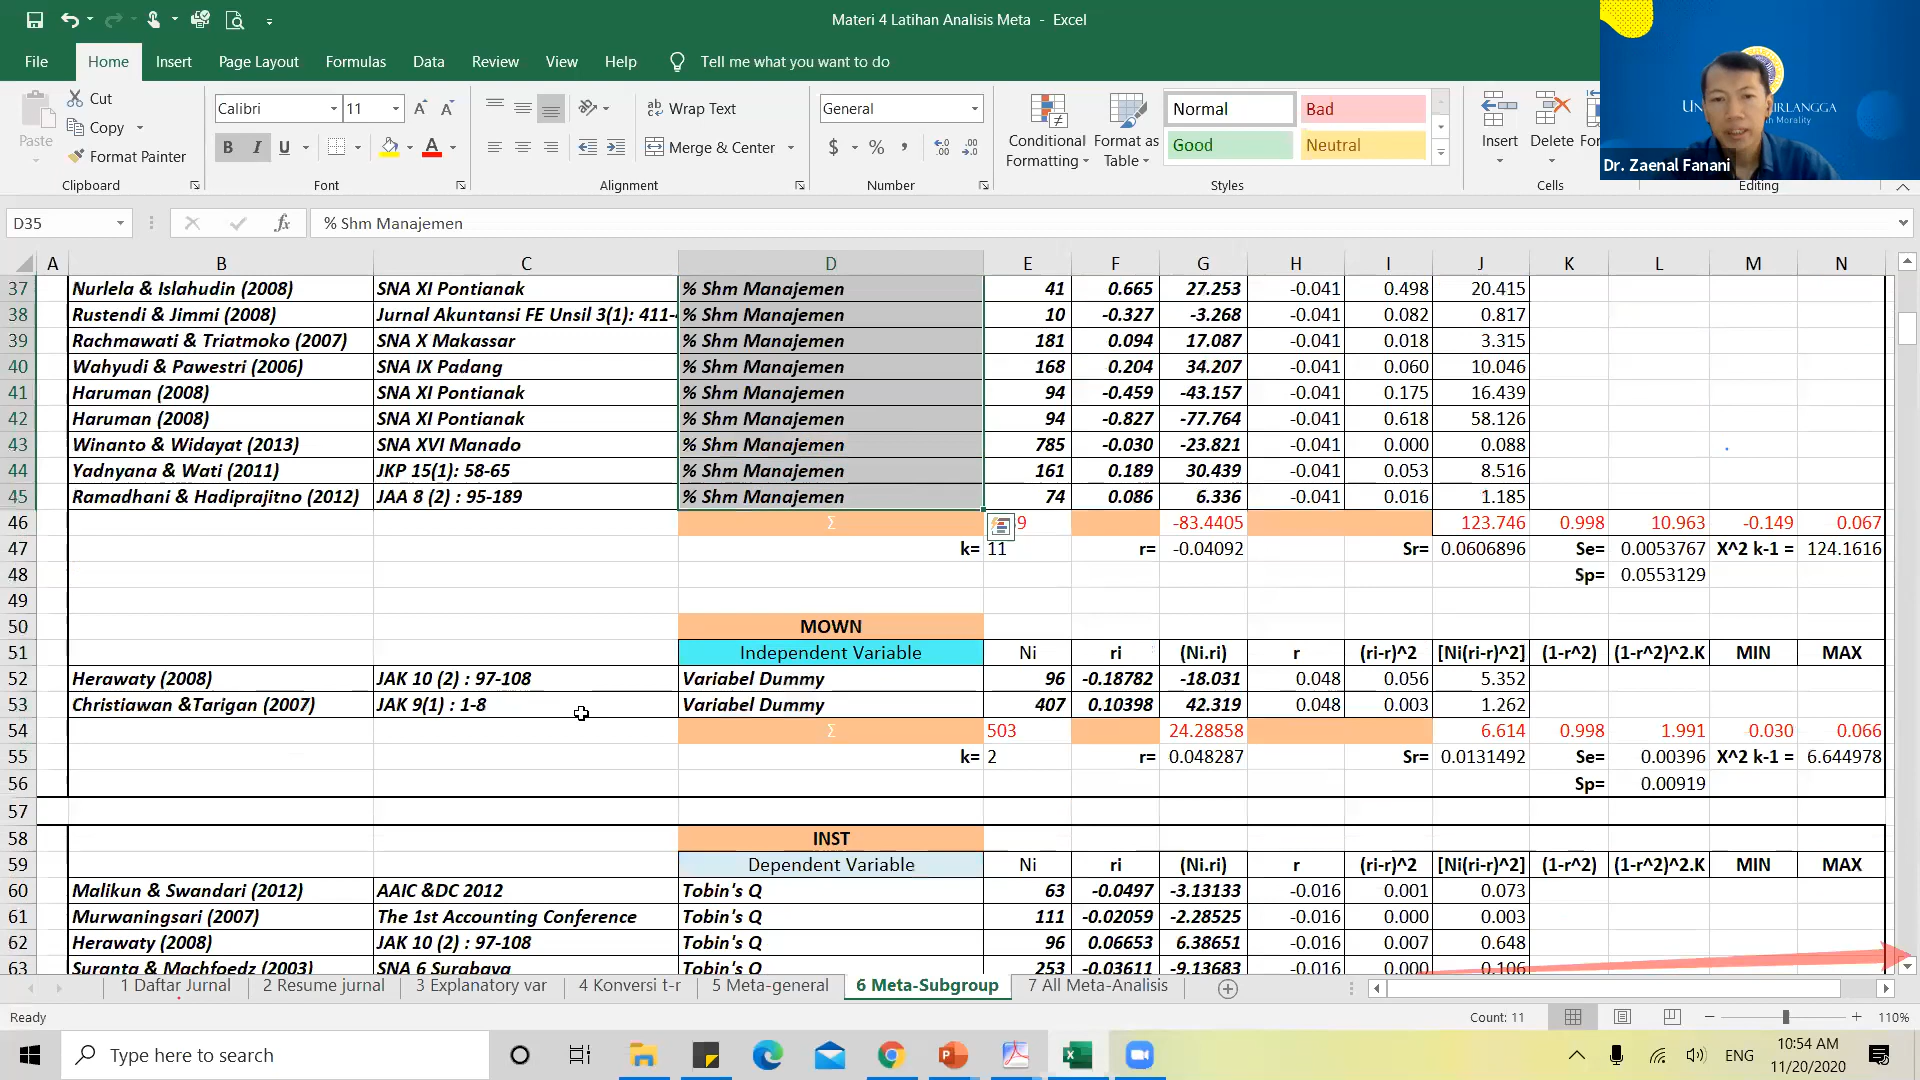 Materi 4 Latihan Analisis Meta - Excel
File Home Insert Page Layout Formulas Data Review View Help Tell me what you want to do
Cut
Copy
Format Painter
Paste
Clipboard
Calibri 11
B I U
Font
Wrap Text
Merge & Center
Alignment
General
$ % ,
Number
Conditional Formatting
Format as Table
Normal Bad
Good Neutral
Styles
Insert Delete
Cells
Editing
Dr. Zaenal Fanani
D35 fx % Shm Manajemen
A B C D E F G H I J K L M N
37 Nurlela & Islahudin (2008) SNA XI Pontianak % Shm Manajemen 41 0.665 27.253 -0.041 0.498 20.415
38 Rustendi & Jimmi (2008) Jurnal Akuntansi FE Unsil 3(1): 411- % Shm Manajemen 10 -0.327 -3.268 -0.041 0.082 0.817
39 Rachmawati & Triatmoko (2007) SNA X Makassar % Shm Manajemen 181 0.094 17.087 -0.041 0.018 3.315
40 Wahyudi & Pawestri (2006) SNA IX Padang % Shm Manajemen 168 0.204 34.207 -0.041 0.060 10.046
41 Haruman (2008) SNA XI Pontianak % Shm Manajemen 94 -0.459 -43.157 -0.041 0.175 16.439
42 Haruman (2008) SNA XI Pontianak % Shm Manajemen 94 -0.827 -77.764 -0.041 0.618 58.126
43 Winanto & Widayat (2013) SNA XVI Manado % Shm Manajemen 785 -0.030 -23.821 -0.041 0.000 0.088
44 Yadnyana & Wati (2011) JKP 15(1): 58-65 % Shm Manajemen 161 0.189 30.439 -0.041 0.053 8.516
45 Ramadhani & Hadiprajitno (2012) JAA 8 (2) : 95-189 % Shm Manajemen 74 0.086 6.336 -0.041 0.016 1.185
46 Σ 9 -83.4405 123.746 0.998 10.963 -0.149 0.067
47 k= 11 r= -0.04092 Sr= 0.0606896 Se= 0.0053767 X^2 k-1 = 124.1616
48 Sp= 0.0553129
49
50 MOWN
51 Independent Variable Ni ri (Ni.ri) r (ri-r)^2 [Ni(ri-r)^2] (1-r^2) (1-r^2)^2.K MIN MAX
52 Herawaty (2008) JAK 10 (2) : 97-108 Variabel Dummy 96 -0.18782 -18.031 0.048 0.056 5.352
53 Christiawan &Tarigan (2007) JAK 9(1) : 1-8 Variabel Dummy 407 0.10398 42.319 0.048 0.003 1.262
54 Σ 503 24.28858 6.614 0.998 1.991 0.030 0.066
55 k= 2 r= 0.048287 Sr= 0.0131492 Se= 0.00396 X^2 k-1 = 6.644978
56 Sp= 0.00919
57
58 INST
59 Dependent Variable Ni ri (Ni.ri) r (ri-r)^2 [Ni(ri-r)^2] (1-r^2) (1-r^2)^2.K MIN MAX
60 Malikun & Swandari (2012) AAIC &DC 2012 Tobin's Q 63 -0.0497 -3.13133 -0.016 0.001 0.073
61 Murwaningsari (2007) The 1st Accounting Conference Tobin's Q 111 -0.02059 -2.28525 -0.016 0.000 0.003
62 Herawaty (2008) JAK 10 (2) : 97-108 Tobin's Q 96 0.06653 6.38651 -0.016 0.007 0.648
63 Suranta & Machfoedz (2003) SNA 6 Surabaya Tobin's Q 253 -0.03611 -9.13683 -0.016 0.000 0.106
1 Daftar Jurnal 2 Resume jurnal 3 Explanatory var 4 Konversi t-r 5 Meta-general 6 Meta-Subgroup 7 All Meta-Analysis
Ready Count: 11 110%
Type here to search ENG 10:54 AM
11/20/2020